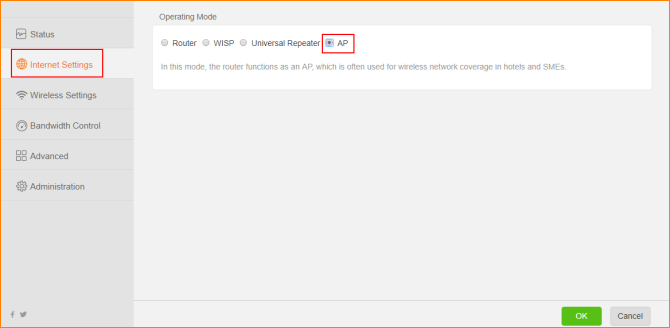 Operating Mode
Status
Router WISP Universal Repeater AP
Internet Settings
In this mode, the router functions as an AP, which is often used for wireless network coverage in hotels and SMEs.
Wireless Settings
Bandwidth Control
Advanced
Administration
OK Cancel